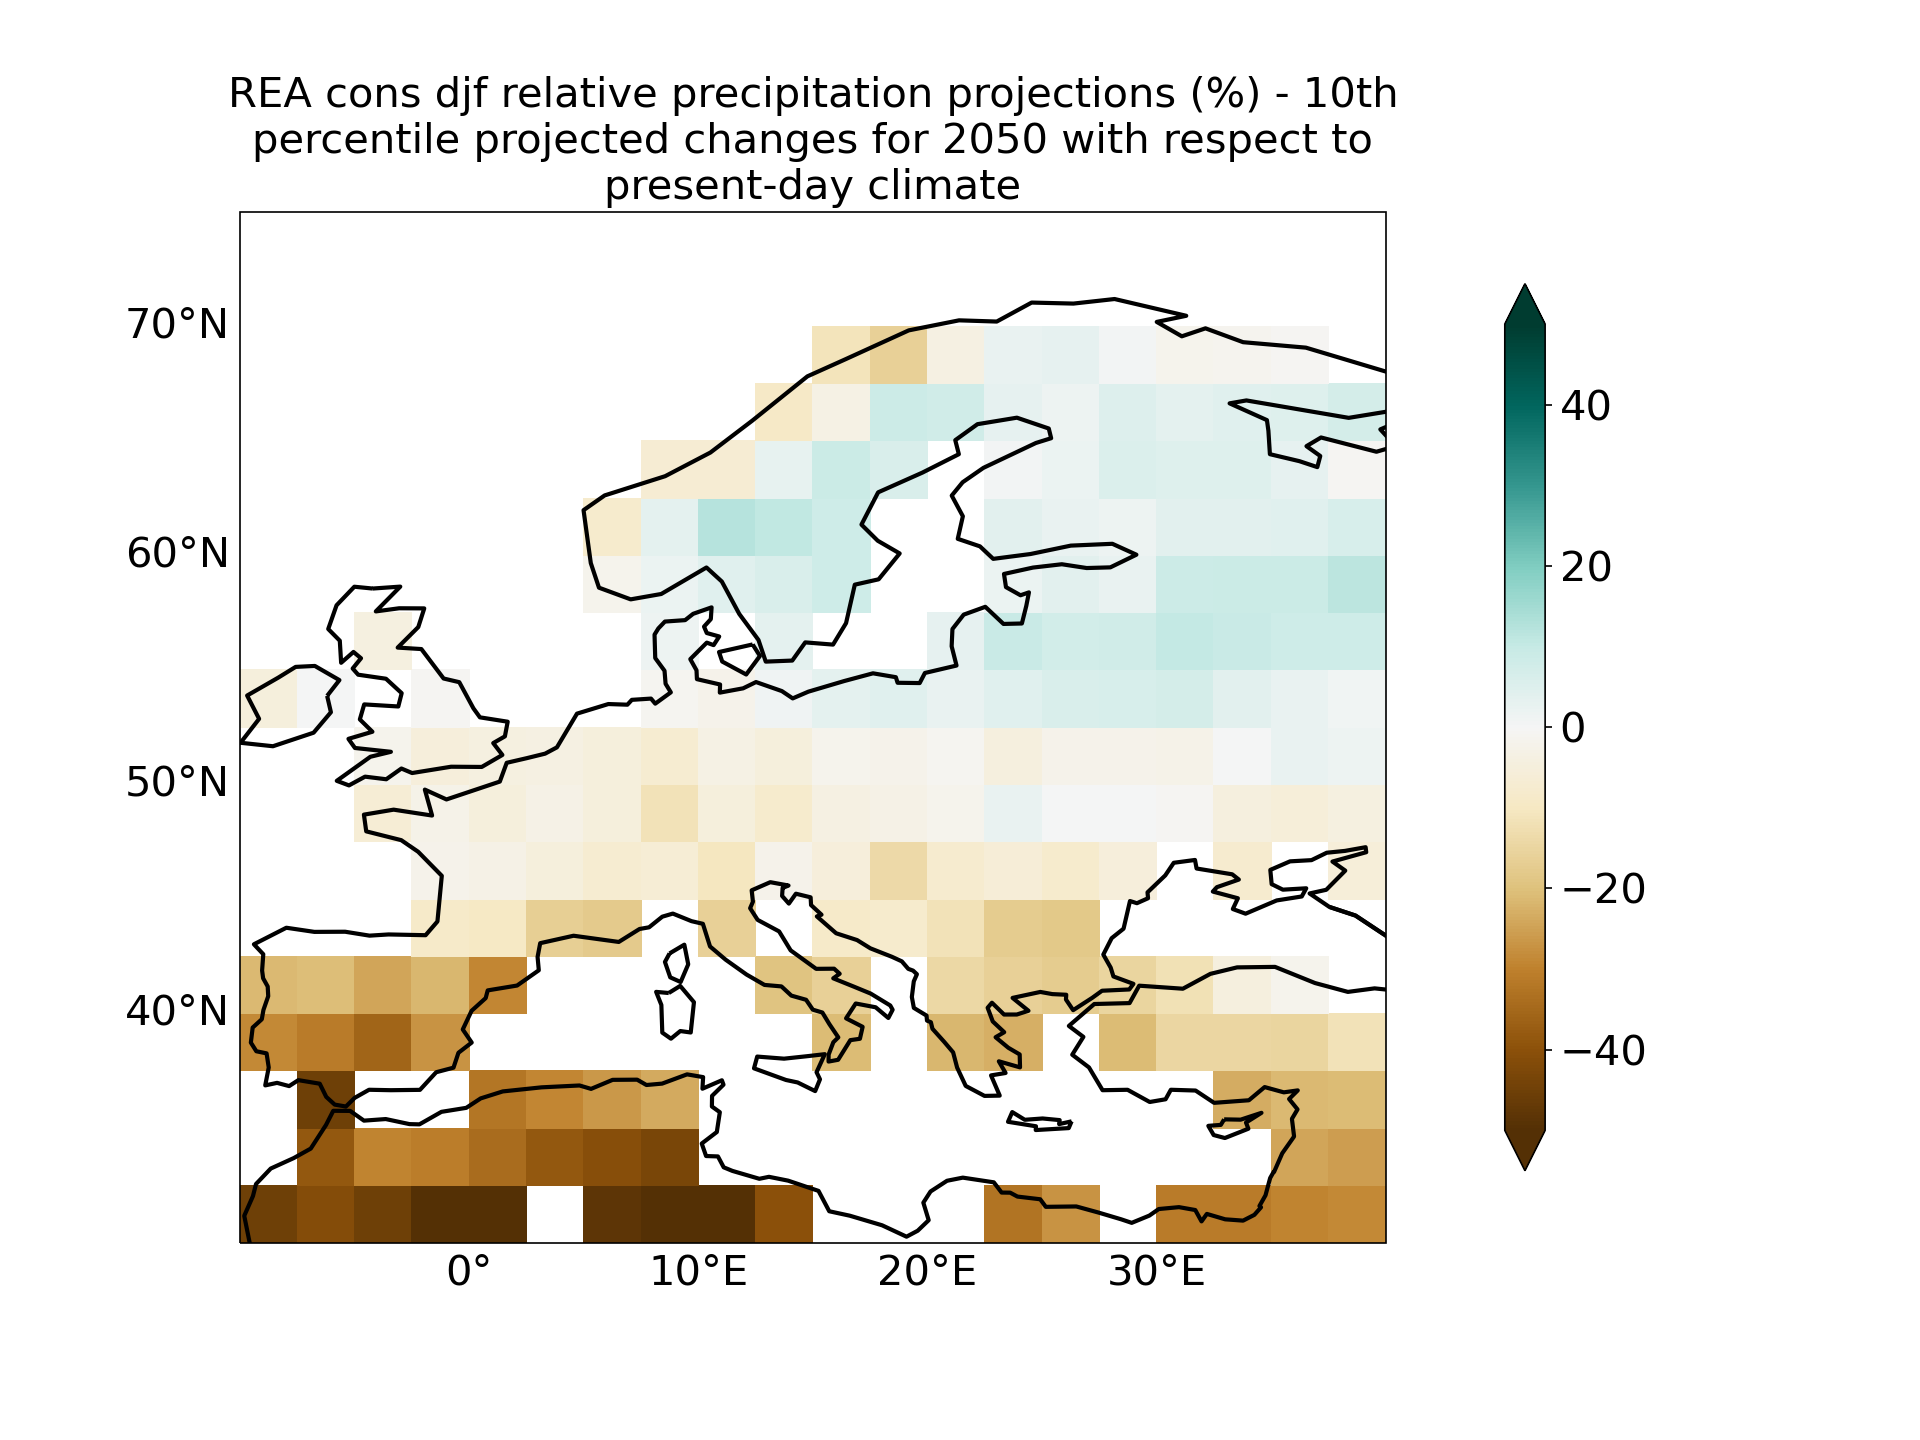 REA cons djf relative precipitation projections (%) - 10th
percentile projected changes for 2050 with respect to
present-day climate
70°N
60°N
50°N
40°N
0°
10°E
20°E
30°E
40
20
0
−20
−40